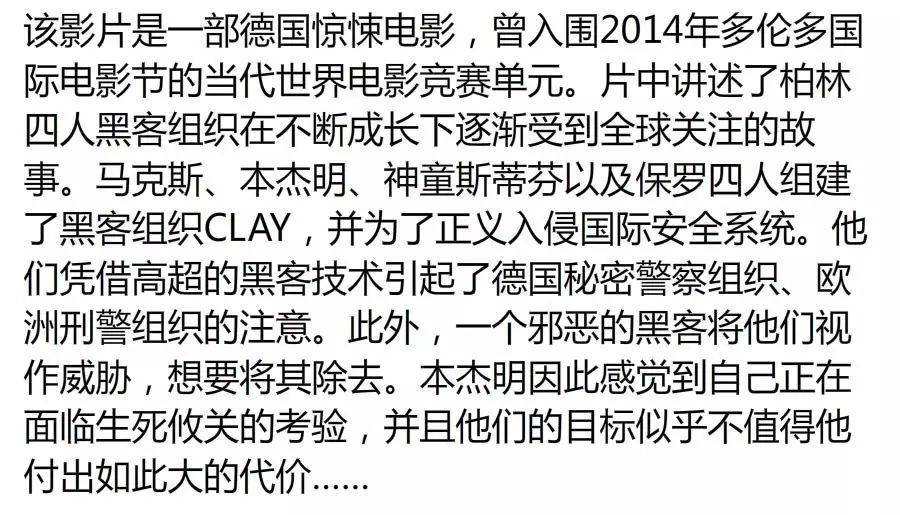 该影片是一部德国惊悚电影，曾入围2014年多伦多国
际电影节的当代世界电影竞赛单元。片中讲述了柏林
四人黑客组织在不断成长下逐渐受到全球关注的故
事。马克斯、本杰明、神童斯蒂芬以及保罗四人组建
了黑客组织CLAY，并为了正义入侵国际安全系统。他
们凭借高超的黑客技术引起了德国秘密警察组织、欧
洲刑警组织的注意。此外，一个邪恶的黑客将他们视
作威胁，想要将其除去。本杰明因此感觉到自己正在
面临生死攸关的考验，并且他们的目标似乎不值得他
付出如此大的代价......